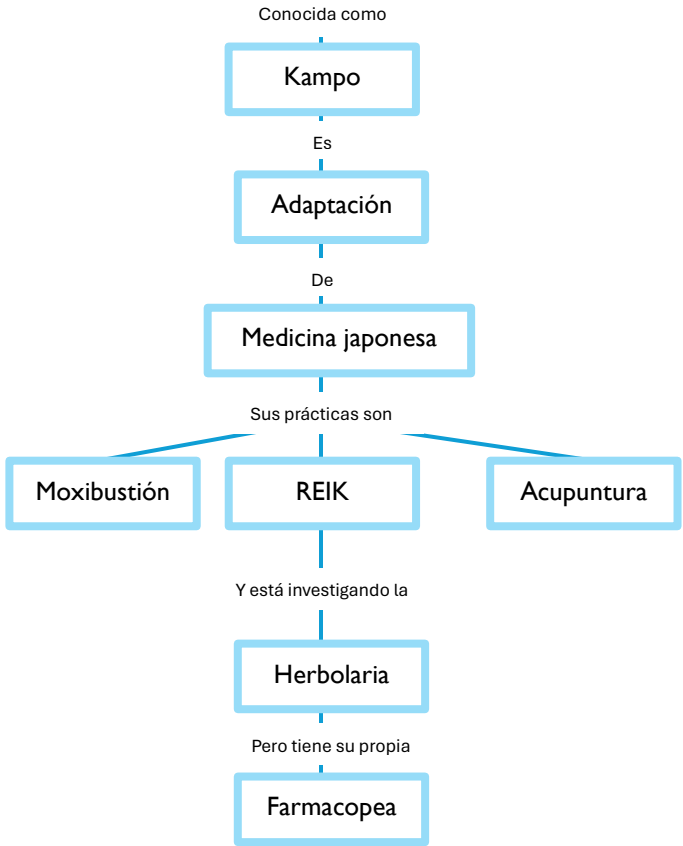 Conocida como
Kampo
Es
Adaptación
De
Medicina japonesa
Sus prácticas son
Moxibustión
REIK
Acupuntura
Y está investigando la
Herbolaria
Pero tiene su propia
Farmacopea